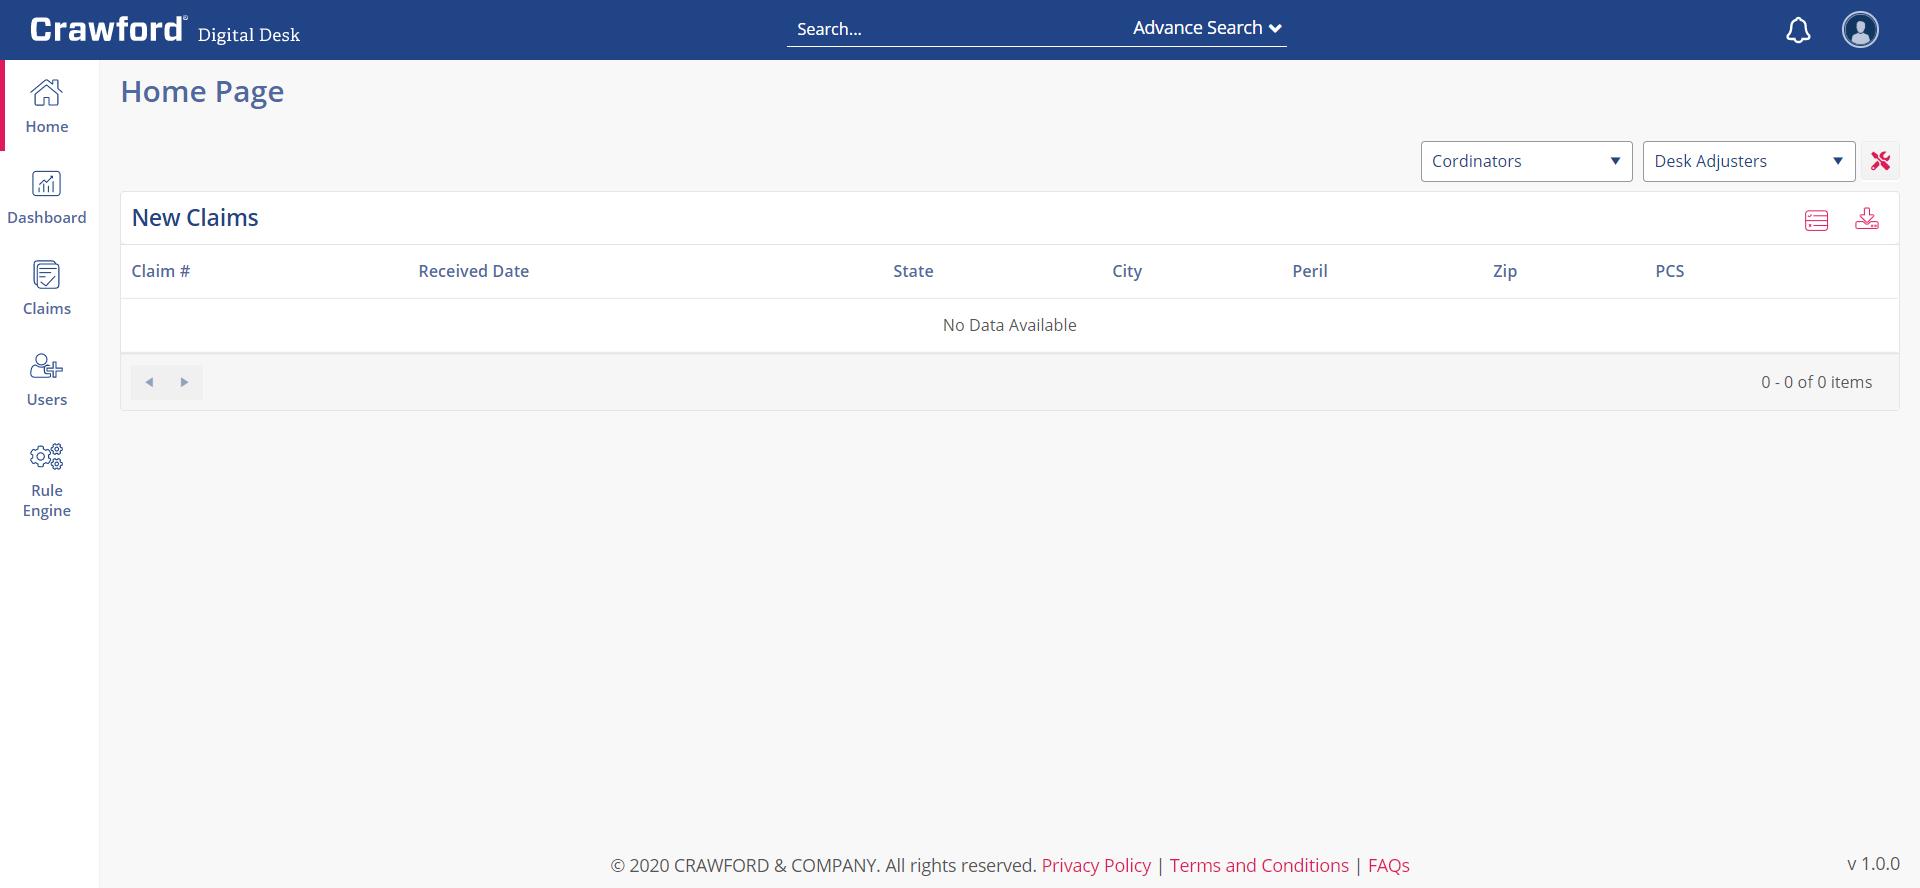 Crawford® Digital Desk
Search...
Advance Search
Home
Dashboard
Claims
Users
Rule
Engine
Home Page
Cordinators
Desk Adjusters
New Claims
Claim # Received Date State City Peril Zip PCS
No Data Available
0 - 0 of 0 items
© 2020 CRAWFORD & COMPANY. All rights reserved. Privacy Policy | Terms and Conditions | FAQs
v 1.0.0